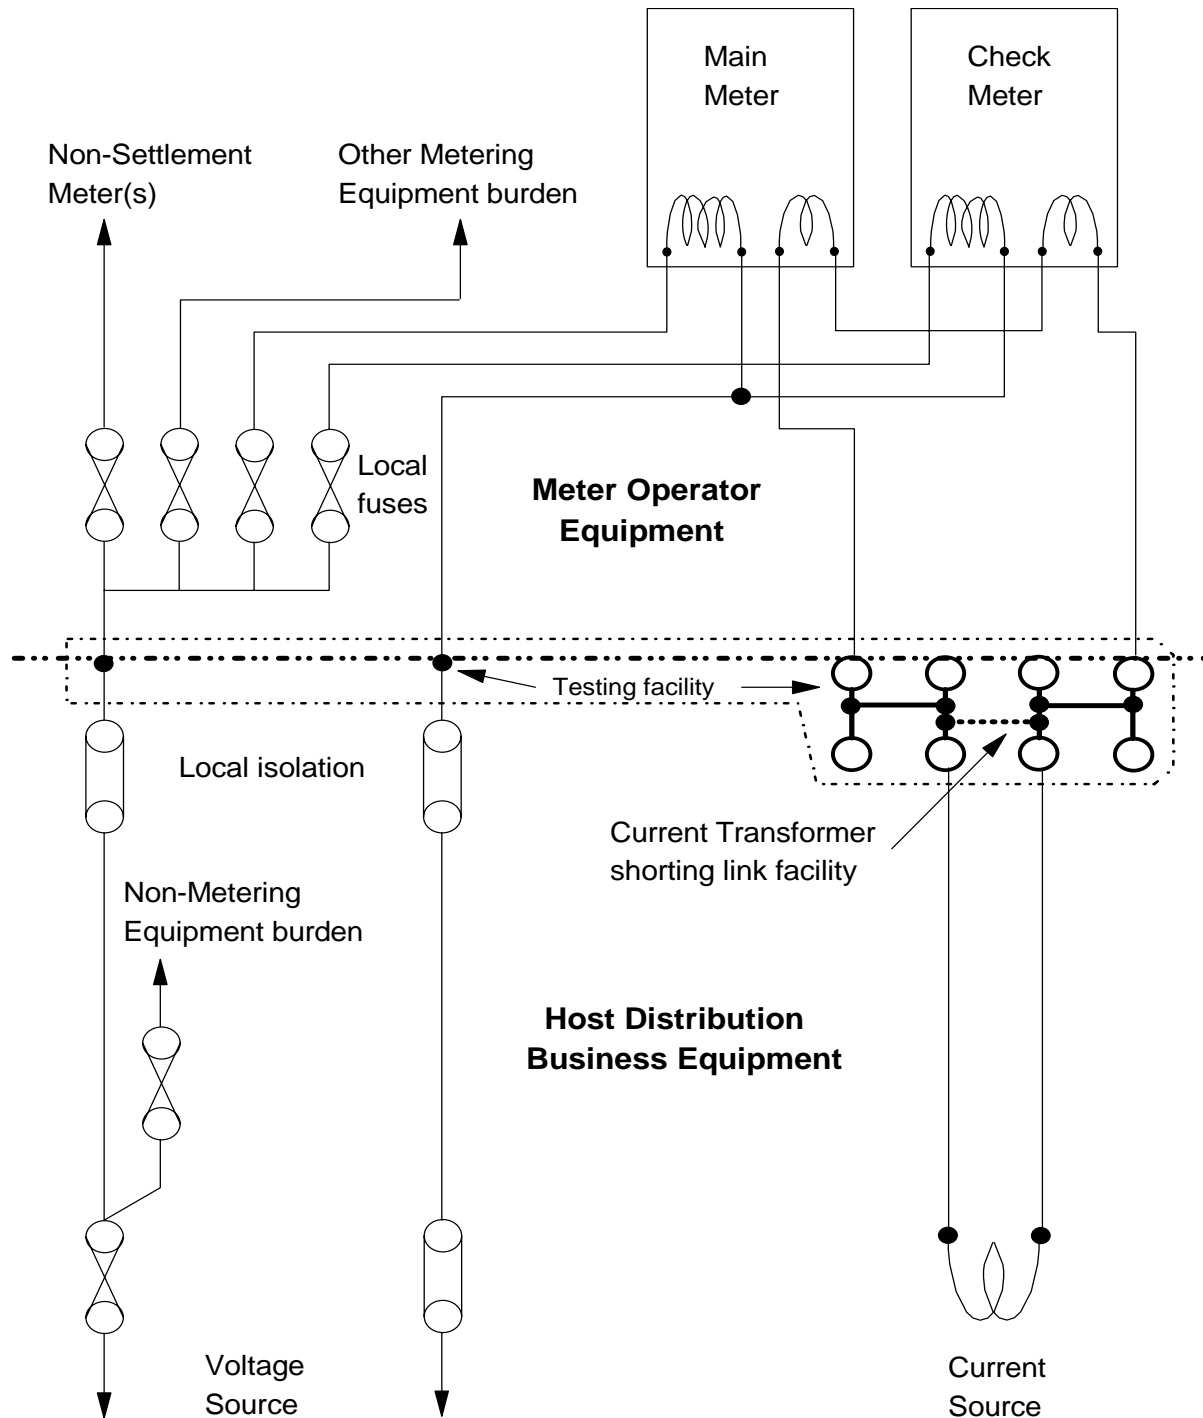 Main
Meter
Check
Meter
Non-Settlement
Meter(s)
Other Metering
Equipment burden
Local
fuses
Meter Operator
Equipment
Testing facility
Local isolation
Current Transformer
shorting link facility
Non-Metering
Equipment burden
Host Distribution
Business Equipment
Voltage
Source
Current
Source